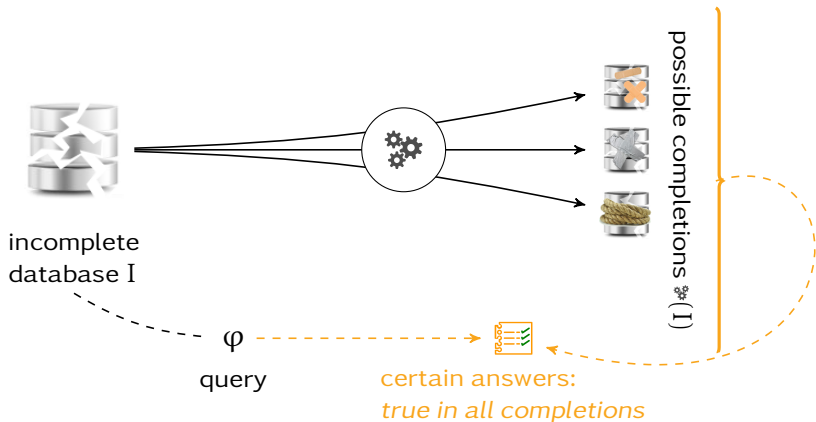 possible completions (I)
incomplete
database I
φ
query
certain answers:
true in all completions